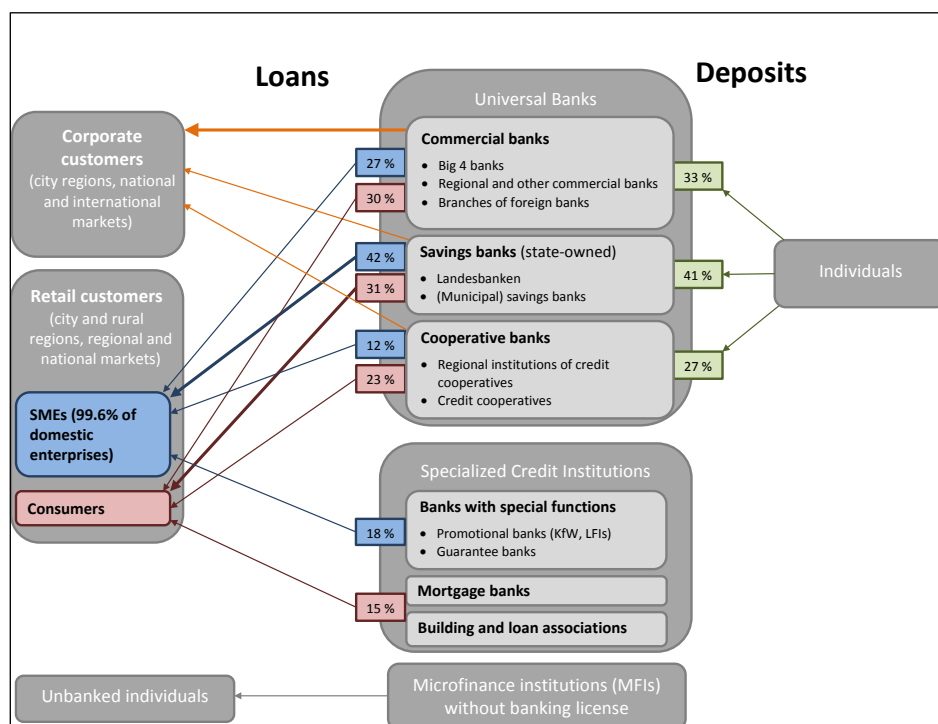 Loans
Deposits
Corporate
customers
(city regions, national
and international
markets)
Retail customers
(city and rural
regions, regional and
national markets)
SMEs (99.6% of
domestic
enterprises)
Consumers
Universal Banks
Commercial banks
• Big 4 banks
• Regional and other commercial banks
• Branches of foreign banks
27 %
30 %
33 %
Savings banks (state-owned)
• Landesbanken
• (Municipal) savings banks
42 %
31 %
41 %
Individuals
Cooperative banks
• Regional institutions of credit
cooperatives
• Credit cooperatives
12 %
23 %
27 %
Specialized Credit Institutions
Banks with special functions
• Promotional banks (KfW, LFIs)
• Guarantee banks
18 %
Mortgage banks
15 %
Building and loan associations
Unbanked individuals
Microfinance institutions (MFIs)
without banking license